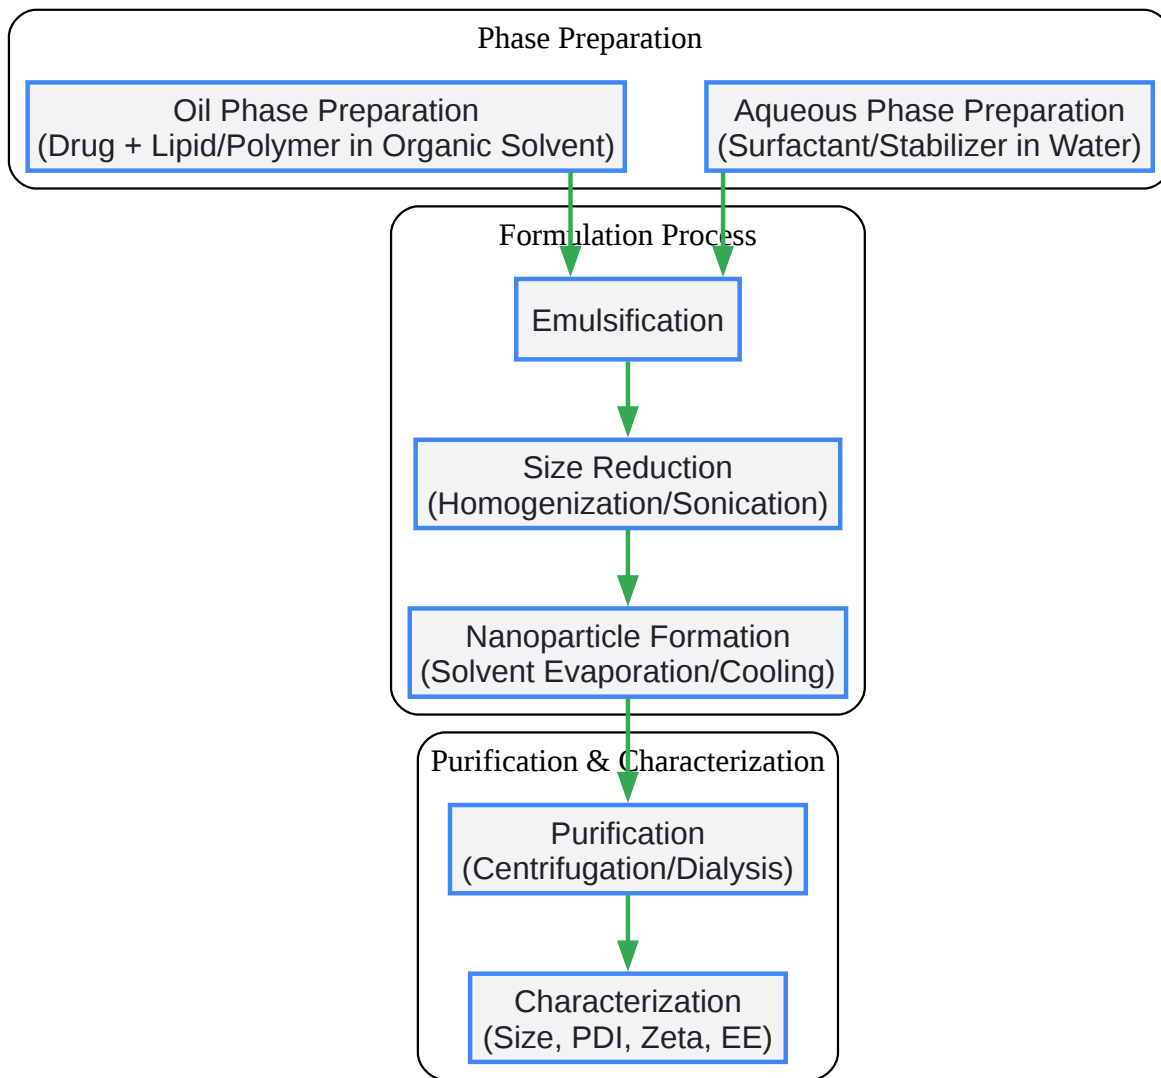 Phase Preparation
Oil Phase Preparation
(Drug + Lipid/Polymer in Organic Solvent)
Aqueous Phase Preparation
(Surfactant/Stabilizer in Water)
Formulation Process
Emulsification
Size Reduction
(Homogenization/Sonication)
Nanoparticle Formation
(Solvent Evaporation/Cooling)
Purification & Characterization
Purification
(Centrifugation/Dialysis)
Characterization
(Size, PDI, Zeta, EE)